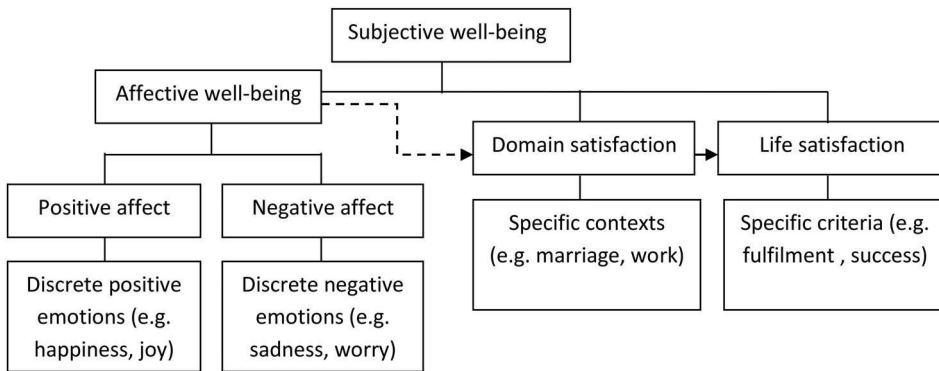 Subjective well-being
Affective well-being
Domain satisfaction
Life satisfaction
Positive affect
Negative affect
Specific contexts
(e.g. marriage, work)
Specific criteria (e.g.
fulfilment , success)
Discrete positive
emotions (e.g.
happiness, joy)
Discrete negative
emotions (e.g.
sadness, worry)